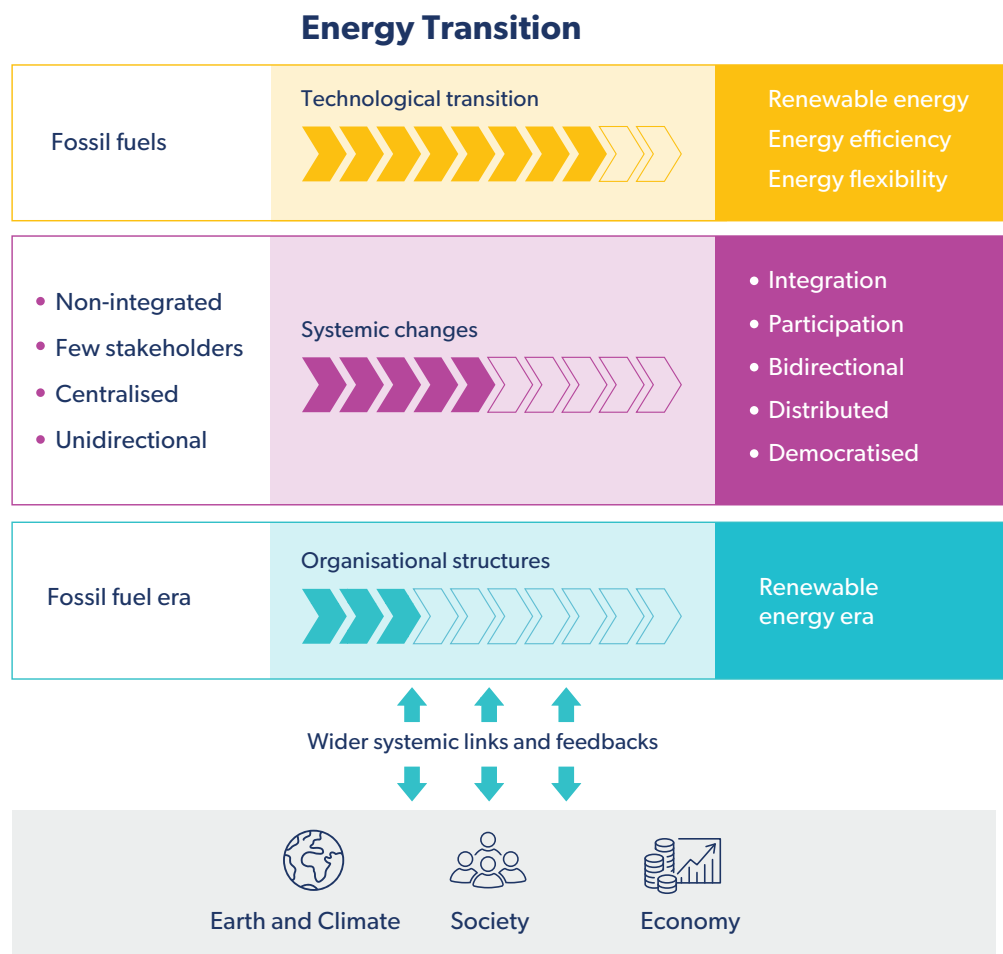 Energy Transition
Fossil fuels
Technological transition
Renewable energy
Energy efficiency
Energy flexibility
• Non-integrated
• Few stakeholders
• Centralised
• Unidirectional
Systemic changes
• Integration
• Participation
• Bidirectional
• Distributed
• Democratised
Fossil fuel era
Organisational structures
Renewable
energy era
Wider systemic links and feedbacks
Earth and Climate
Society
Economy